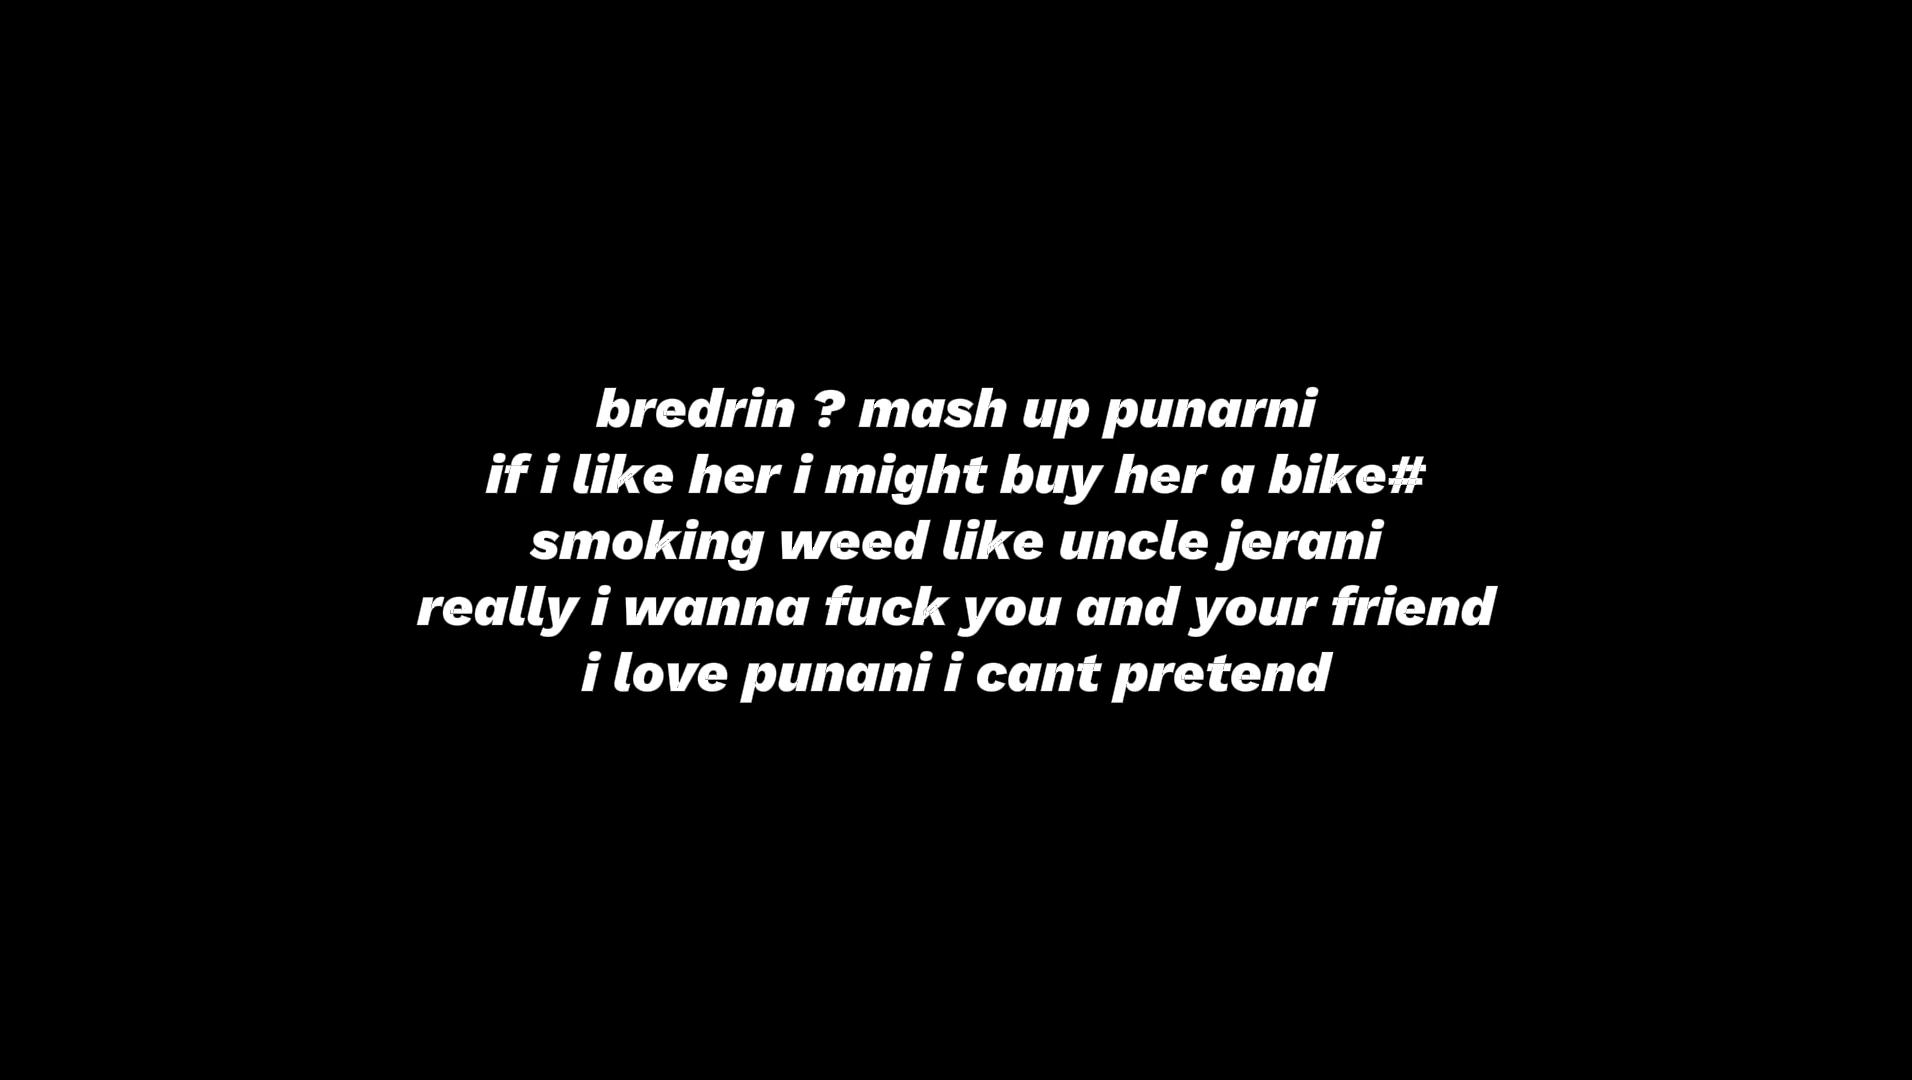 bredrin ? mash up punarni
if i like her i might buy her a bike#
smoking weed like uncle jerani
really i wanna fuck you and your friend
i love punani i cant pretend